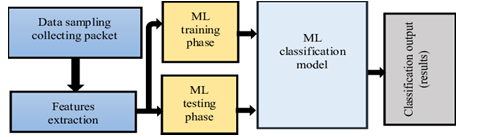 Data sampling
collecting packet
Features
extraction
ML
training
phase
ML
testing
phase
ML
classification
model
Classification output
(results)